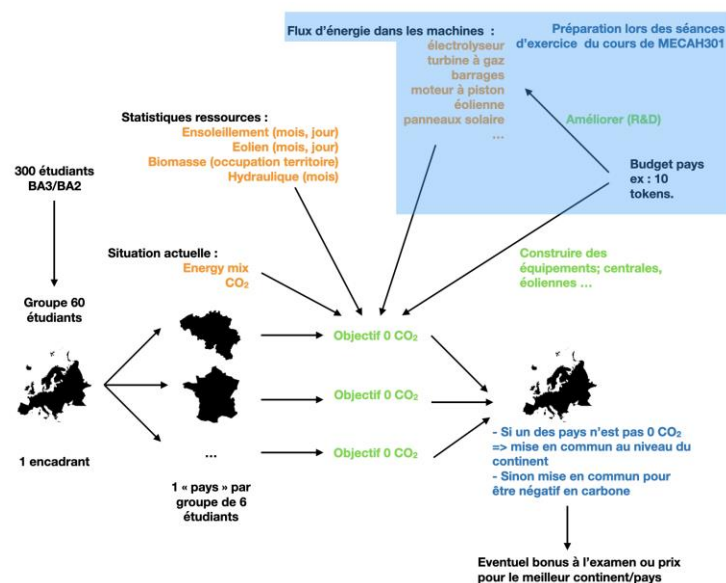 Flux d’énergie dans les machines :
électrolyseur
turbine à gaz
barrages
moteur à piston
éolienne
panneaux solaire
...
Préparation lors des séances
d’exercice du cours de MECAH301
Améliorer (R&D)
Budget pays
ex : 10
tokens.
Statistiques ressources :
Ensoleillement (mois, jour)
Eolien (mois, jour)
Biomasse (occupation territoire)
Hydraulique (mois)
300 étudiants
BA3/BA2
Situation actuelle :
Energy mix
CO₂
Construire des
équipements; centrales,
éoliennes ...
Groupe 60
étudiants
Objectif 0 CO₂
Objectif 0 CO₂
Objectif 0 CO₂
1 encadrant
...
1 « pays » par
groupe de 6
étudiants
- Si un des pays n’est pas 0 CO₂
=> mise en commun au niveau du
continent
- Sinon mise en commun pour
être négatif en carbone
Eventuel bonus à l’examen ou prix
pour le meilleur continent/pays